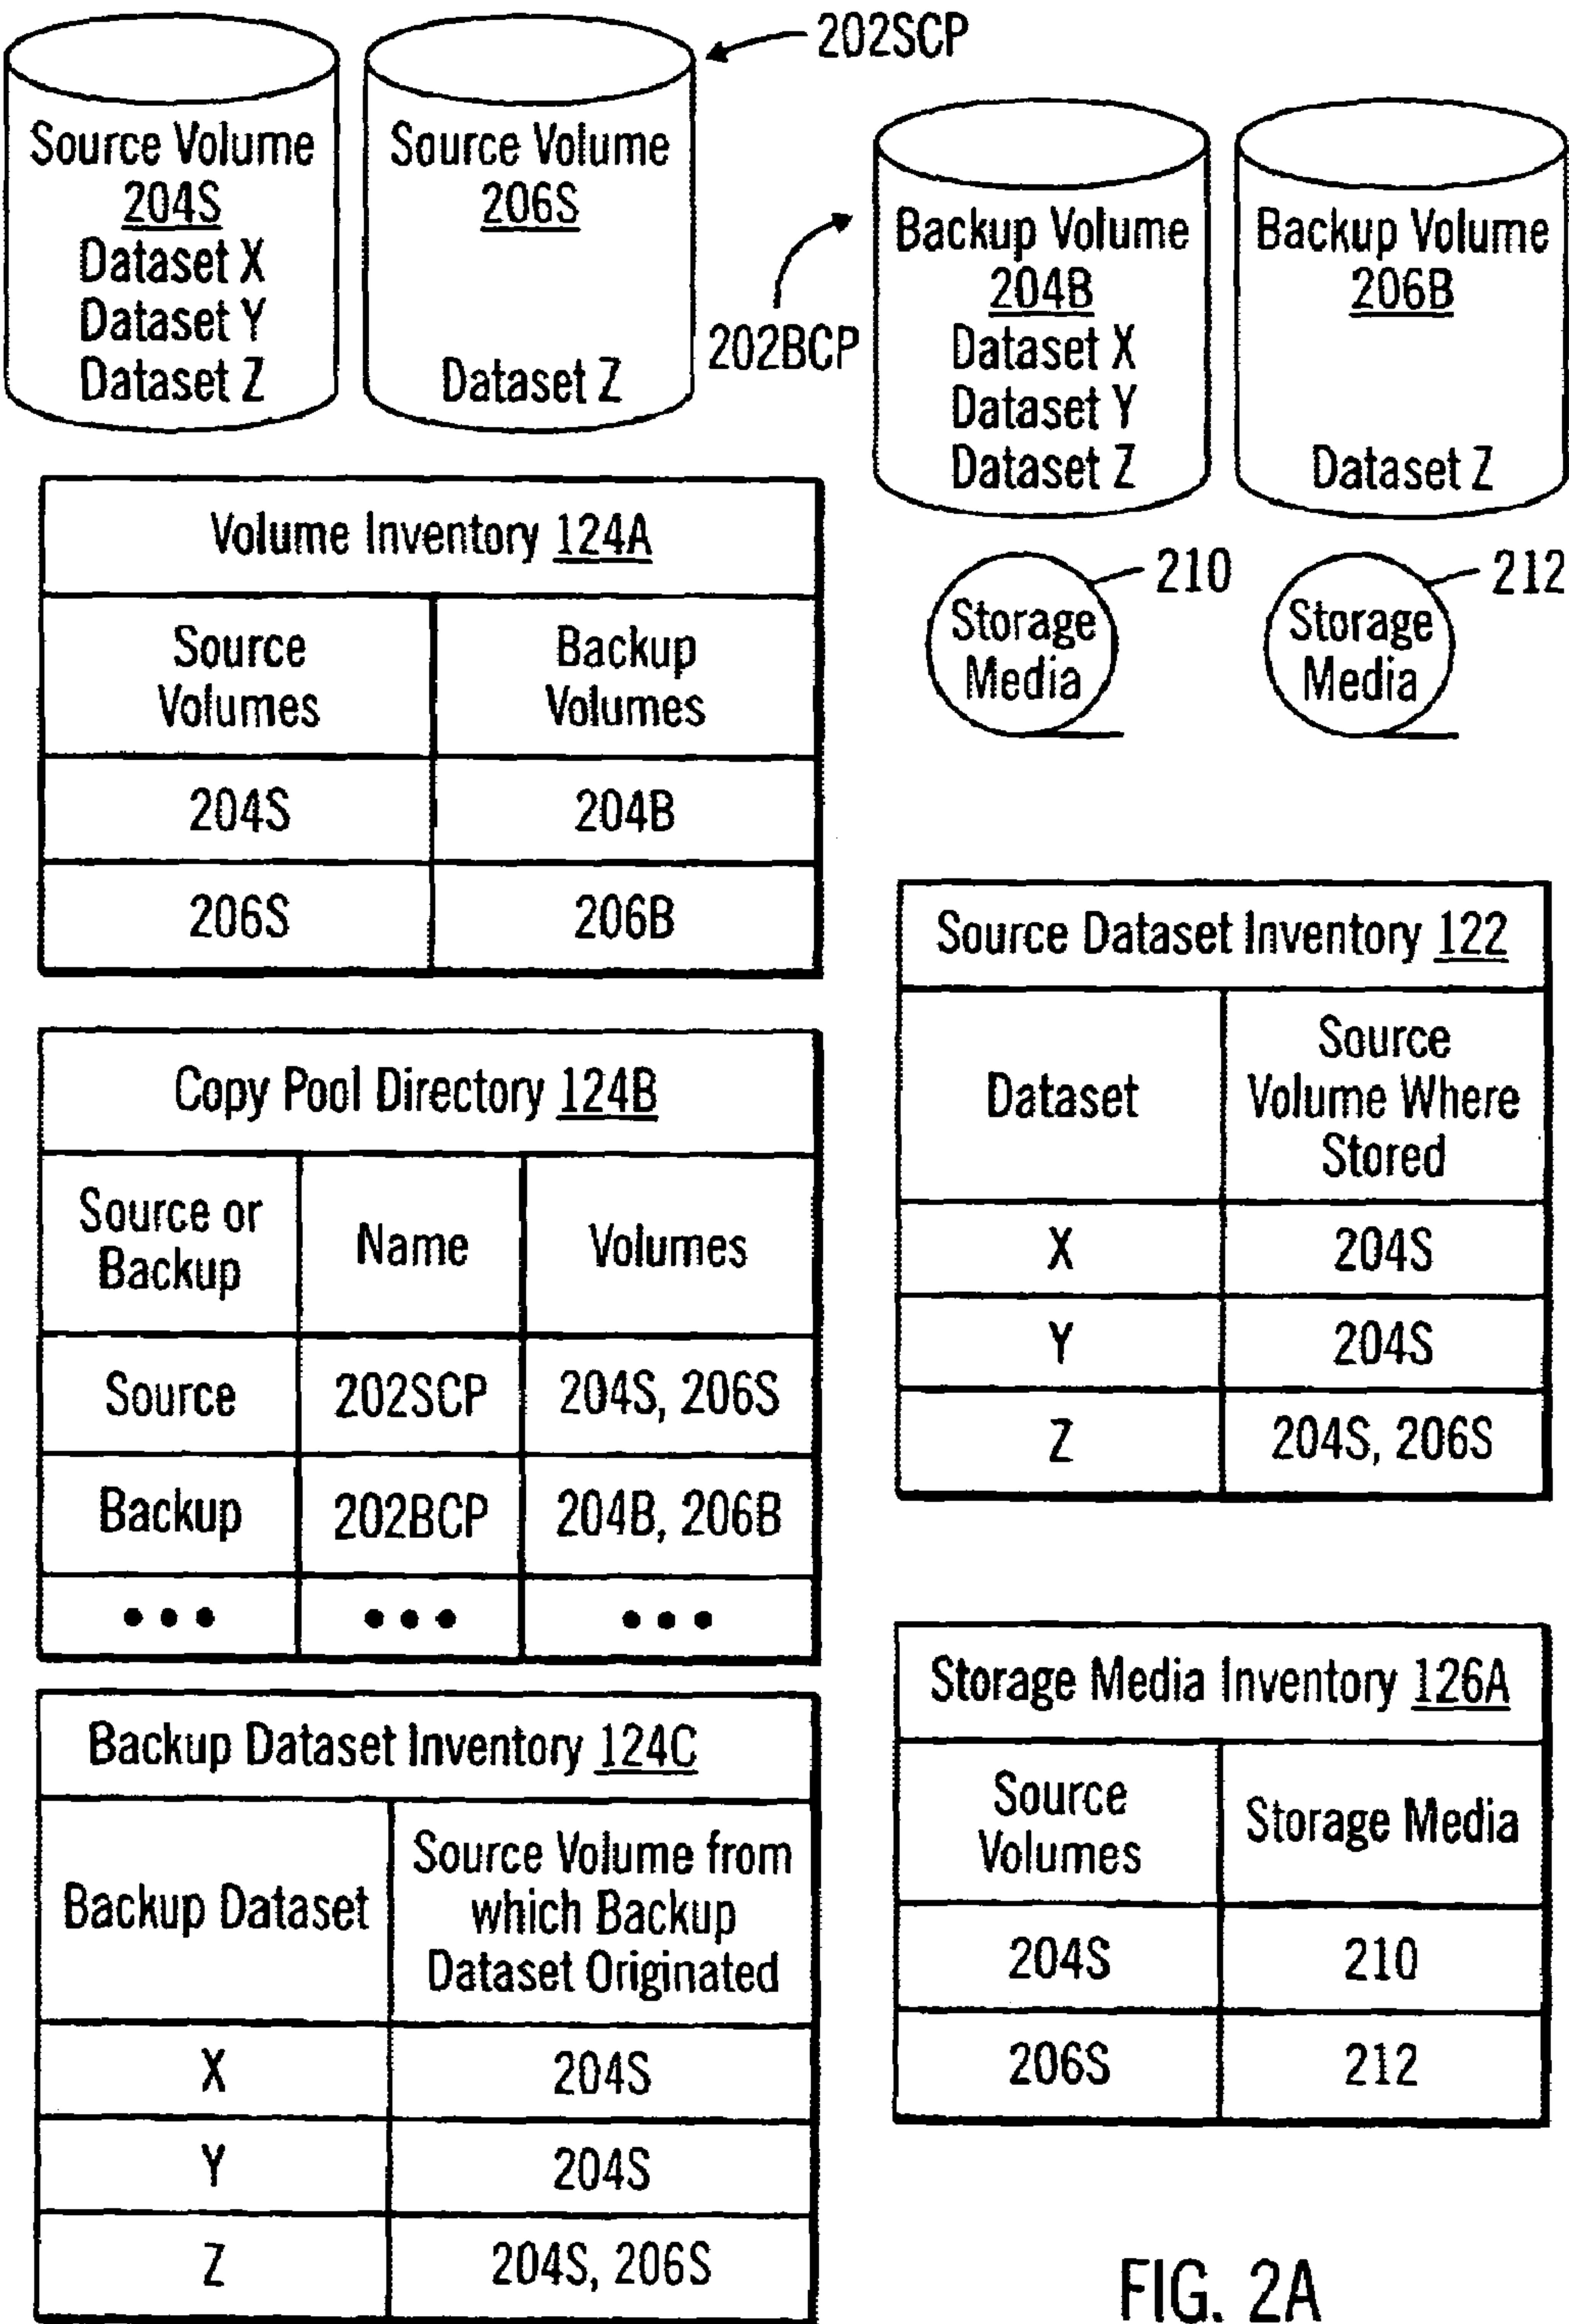 202SCP
Source Volume
204S
Dataset X
Dataset Y
Dataset Z
Source Volume
206S
Dataset Z
202BCP
Backup Volume
204B
Dataset X
Dataset Y
Dataset Z
Backup Volume
206B
Dataset Z
210
Storage
Media
212
Storage
Media
Volume Inventory 124A
Source
Volumes
Backup
Volumes
204S
204B
206S
206B
Source Dataset Inventory 122
Dataset
Source
Volume Where
Stored
X
204S
Y
204S
Z
204S, 206S
Copy Pool Directory 124B
Source or
Backup
Name
Volumes
Source
202SCP
204S, 206S
Backup
202BCP
204B, 206B
••• ••• •••
Storage Media Inventory 126A
Source
Volumes
Storage Media
204S
210
206S
212
Backup Dataset Inventory 124C
Backup Dataset
Source Volume from
which Backup
Dataset Originated
X
204S
Y
204S
Z
204S, 206S
FIG. 2A